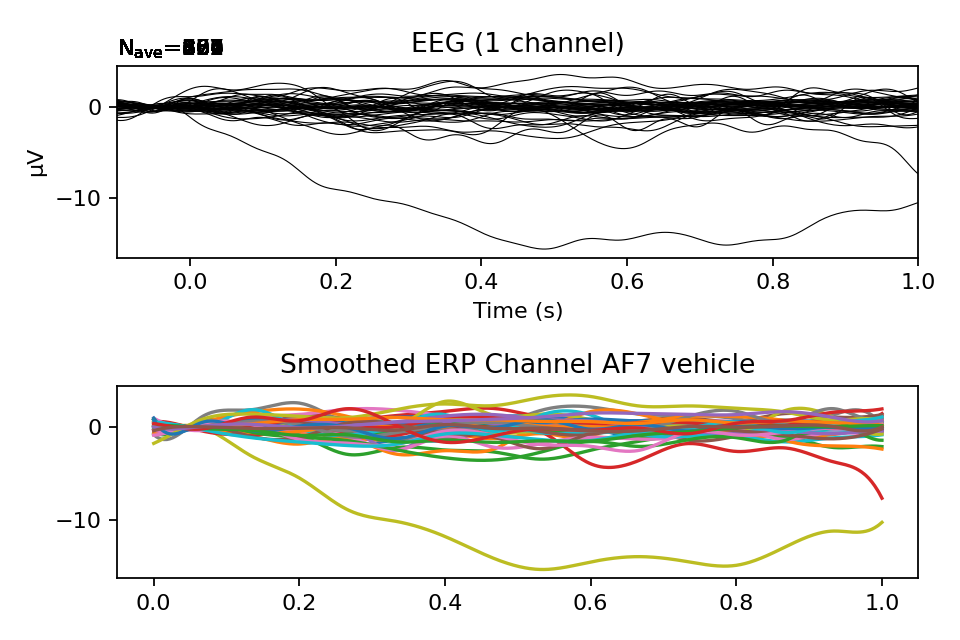 Nave=
EEG (1 channel)
0
−10
µV
0.0 0.2 0.4 0.6 0.8 1.0
Time (s)
Smoothed ERP Channel AF7 vehicle
0
−10
0.0 0.2 0.4 0.6 0.8 1.0